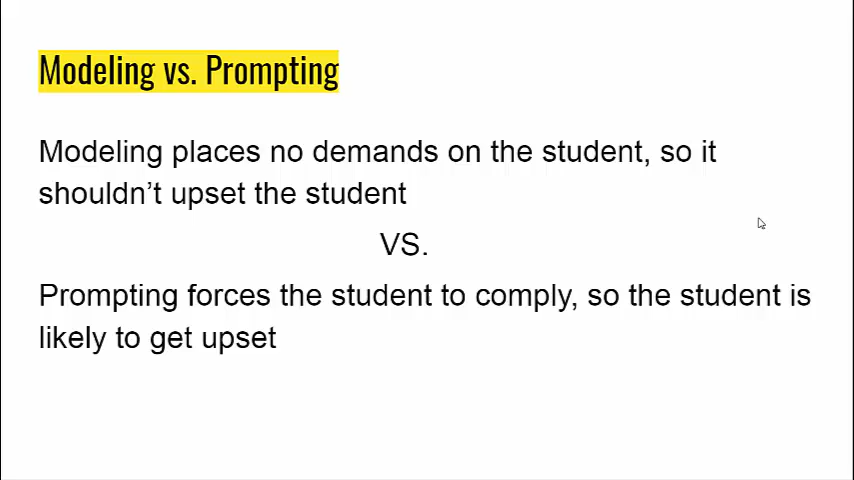 Modeling vs. Prompting
Modeling places no demands on the student, so it
shouldn’t upset the student
VS.
Prompting forces the student to comply, so the student is
likely to get upset